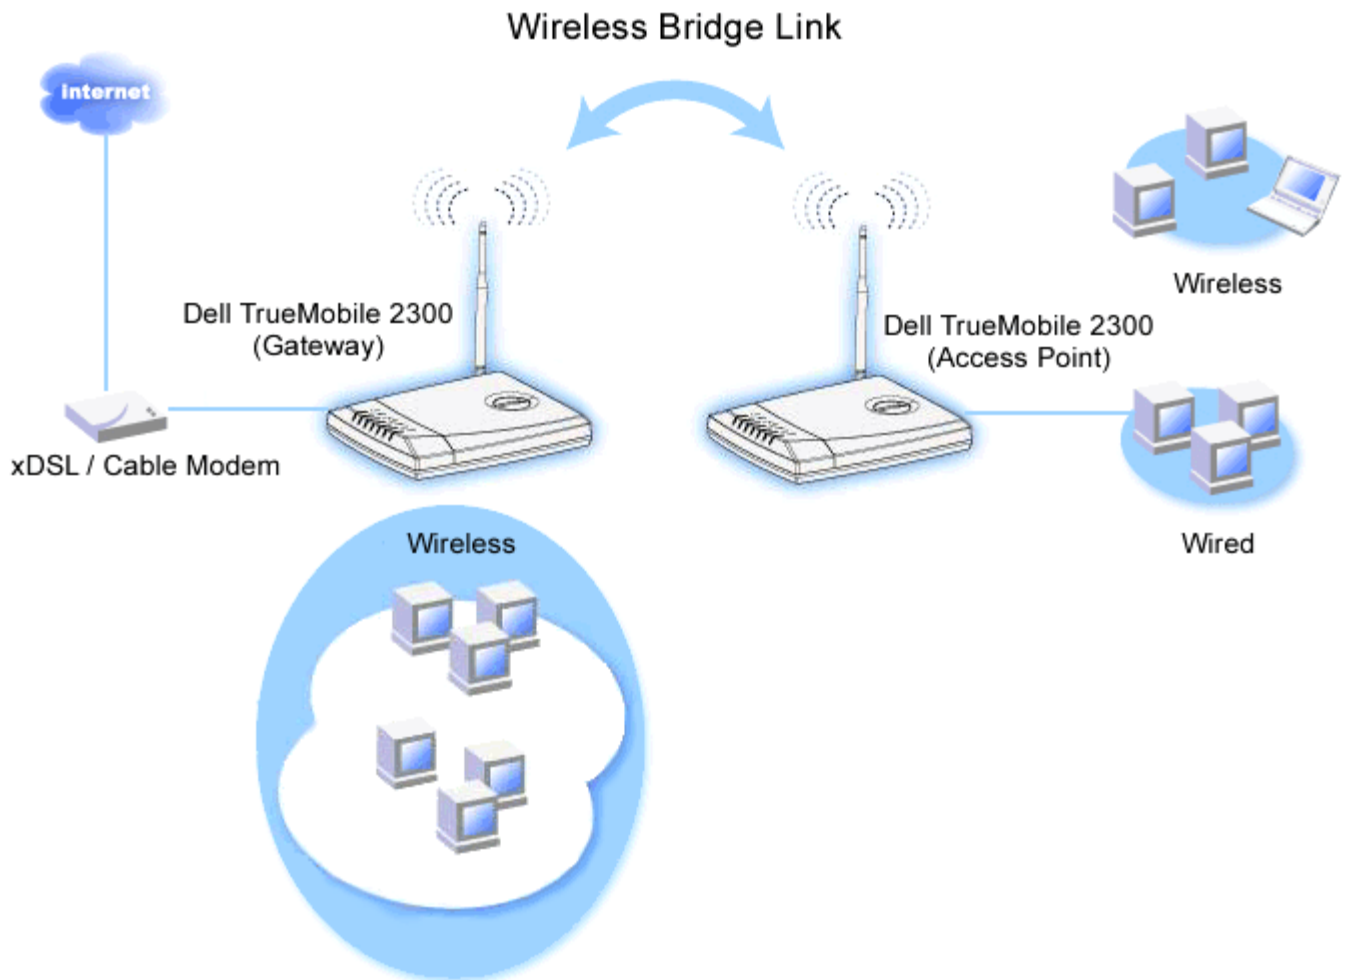 Wireless Bridge Link
internet
Wireless
Dell TrueMobile 2300
(Gateway)
Dell TrueMobile 2300
(Access Point)
xDSL / Cable Modem
Wireless
Wired